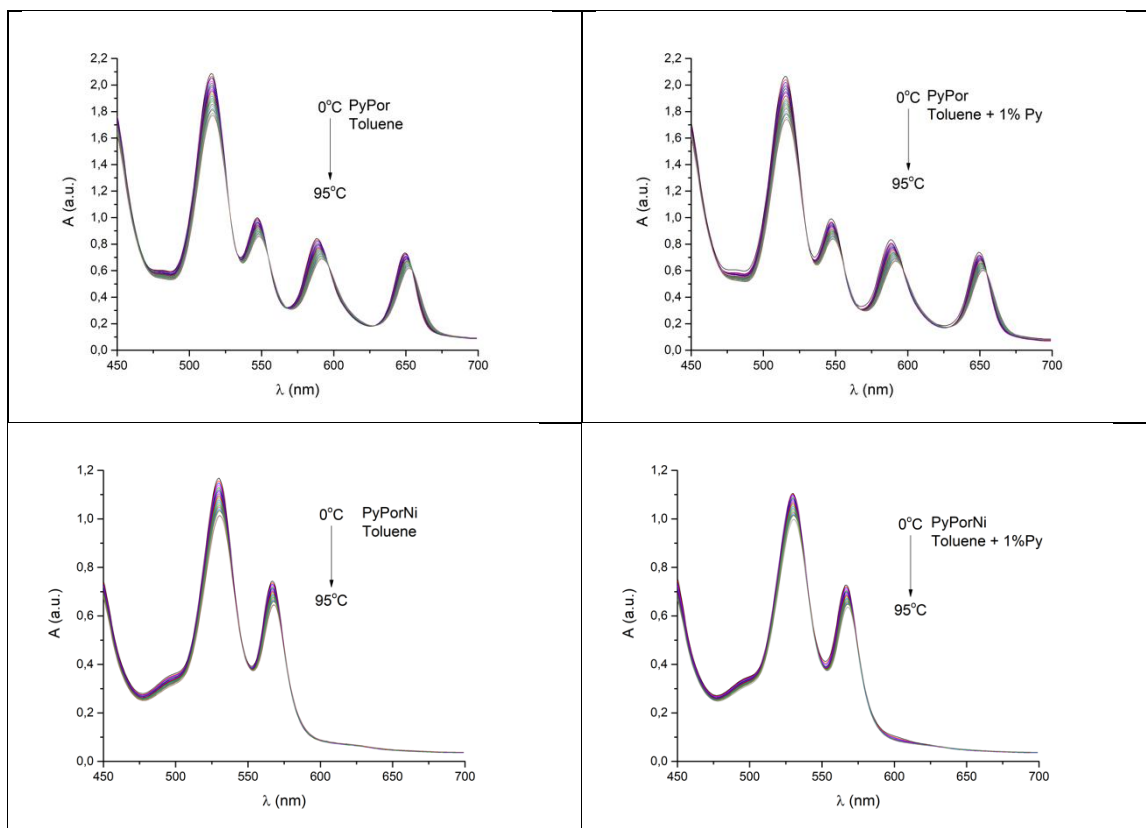 2,2
2,0
1,8
1,6
1,4
1,2
1,0
0,8
0,6
0,4
0,2
0,0
A (a.u.)
0°C PyPor
Toluene
95°C
450 500 550 600 650 700
λ (nm)
2,2
2,0
1,8
1,6
1,4
1,2
1,0
0,8
0,6
0,4
0,2
0,0
A (a.u.)
0°C PyPor
Toluene + 1% Py
95°C
450 500 550 600 650 700
λ (nm)
1,2
1,0
0,8
0,6
0,4
0,2
0,0
A (a.u.)
0°C PyPorNi
Toluene
95°C
450 500 550 600 650 700
λ (nm)
1,2
1,0
0,8
0,6
0,4
0,2
0,0
A (a.u.)
0°C PyPorNi
Toluene + 1%Py
95°C
450 500 550 600 650 700
λ (nm)